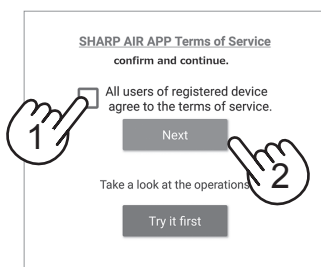 SHARP AIR APP Terms of Service
confirm and continue.
All users of registered device
agree to the terms of service.
1
Next
2
Take a look at the operations
Try it first